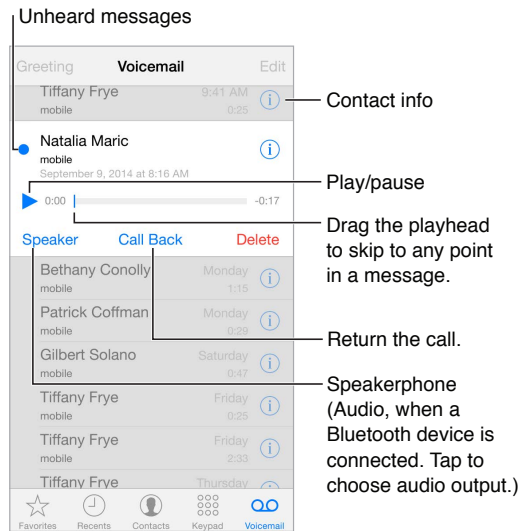 Unheard messages
Greeting Voicemail Edit
Tiffany Frye 9:41 AM
mobile 0:25
Contact info
Natalia Maric
mobile
September 9, 2014 at 8:16 AM
Play/pause
0:00 -0:17
Drag the playhead
to skip to any point
in a message.
Speaker Call Back Delete
Bethany Conolly Monday
mobile 1:15
Patrick Coffman Monday
mobile 0:29
Return the call.
Gilbert Solano Saturday
mobile 0:47
Speakerphone
(Audio, when a
Bluetooth device is
connected. Tap to
choose audio output.)
Tiffany Frye Friday
mobile 0:25
Tiffany Frye Friday
mobile 2:33
Tiffany Frye Thursday
Favorites Recents Contacts Keypad Voicemail